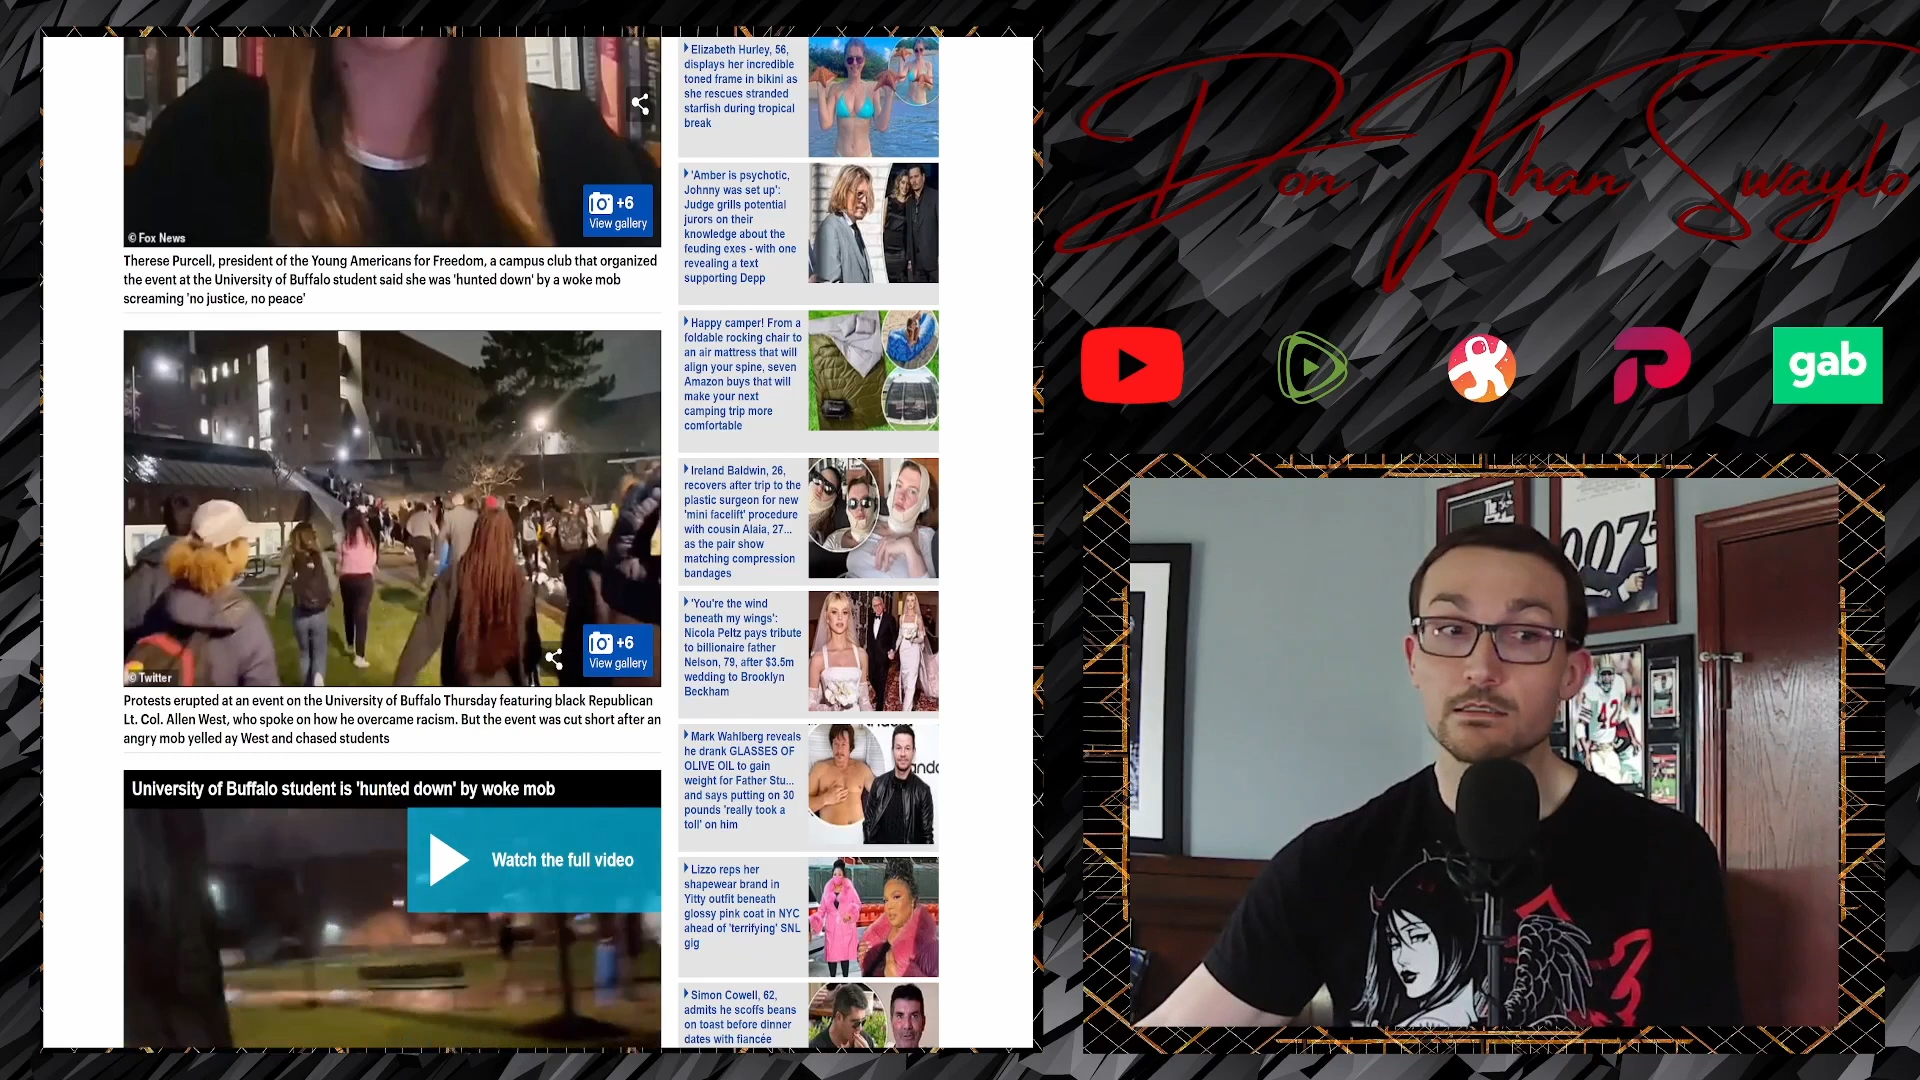 © Fox News
+6
View gallery
Therese Purcell, president of the Young Americans for Freedom, a campus club that organized
the event at the University of Buffalo student said she was 'hunted down' by a woke mob
screaming 'no justice, no peace'
+6
View gallery
© Twitter
Protests erupted at an event on the University of Buffalo Thursday featuring black Republican
Lt. Col. Allen West, who spoke on how he overcame racism. But the event was cut short after an
angry mob yelled ay West and chased students
University of Buffalo student is 'hunted down' by woke mob
Watch the full video
Elizabeth Hurley, 56,
displays her incredible
toned frame in bikini as
she rescues stranded
starfish during tropical
break
'Amber is psychotic,
Johnny was set up':
Judge grills potential
jurors on their
knowledge about the
feuding exes - with one
revealing a text
supporting Depp
Happy camper! From a
foldable rocking chair to
an air mattress that will
align your spine, seven
Amazon buys that will
make your next
camping trip more
comfortable
Ireland Baldwin, 26,
recovers after trip to the
plastic surgeon for new
'mini facelift' procedure
with cousin Alaia, 27...
as the pair show
matching compression
bandages
'You're the wind
beneath my wings':
Nicola Peltz pays tribute
to billionaire father
Nelson, 79, after $3.5m
wedding to Brooklyn
Beckham
Mark Wahlberg reveals
he drank GLASSES OF
OLIVE OIL to gain
weight for Father Stu...
and says putting on 30
pounds 'really took a
toll' on him
Lizzo reps her
shapewear brand in
Yitty outfit beneath
glossy pink coat in NYC
ahead of 'terrifying' SNL
gig
Simon Cowell, 62,
admits he scoffs beans
on toast before dinner
dates with fiancée
Don Khan Swaylo
gab
007
42